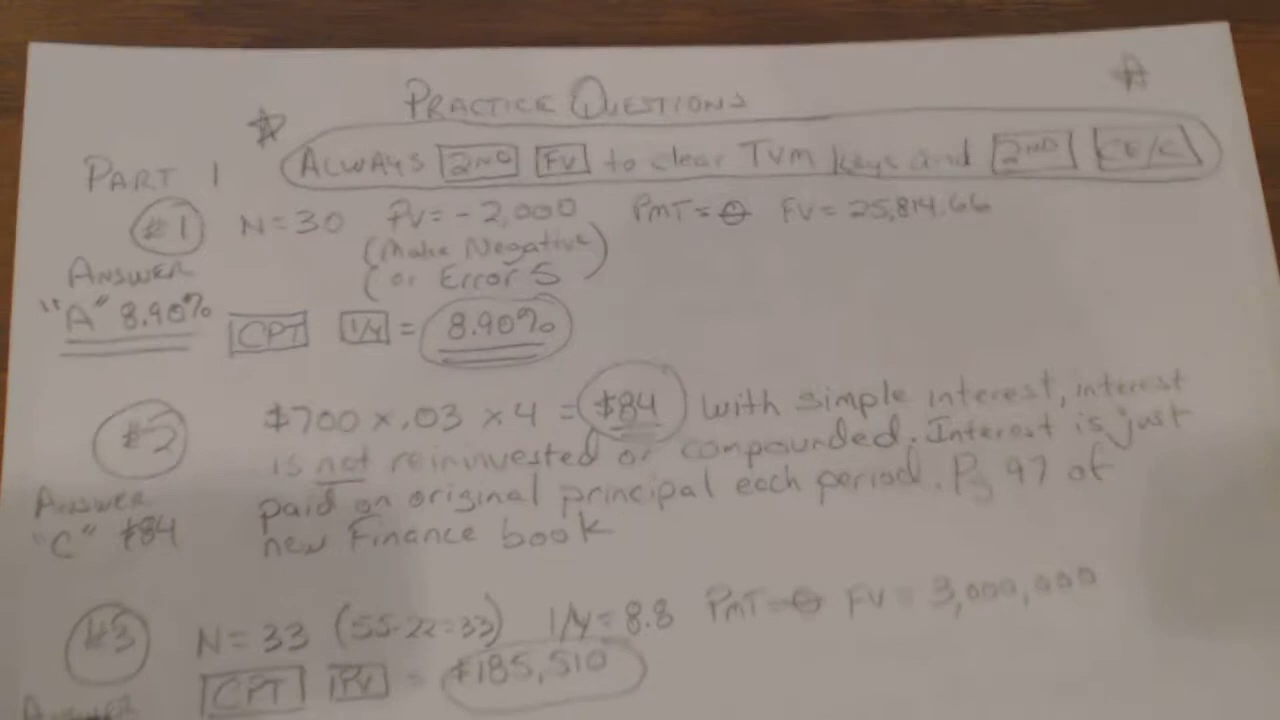 PRACTICE QUESTIONS
PART 1 ALWAYS 2ND FV to clear TVM keys and 2ND CE/C
#1 N=30 PV= -2,000 PMT=0 FV= 25,814.66
(Make Negative)
(or Error 5)
ANSWER
"A" 8.90% CPT I/Y = 8.90%
#2 $700 x .03 x 4 = $84 with simple interest, interest
is not reinvested or compounded. Interest is just
paid on original principal each period. Pg 97 of
new Finance book
Answer
"C" $84
#3 N=33 (55-22=33) I/Y=8.8 PMT=0 FV= 3,000,000
CPT PV = $185,510
Answer